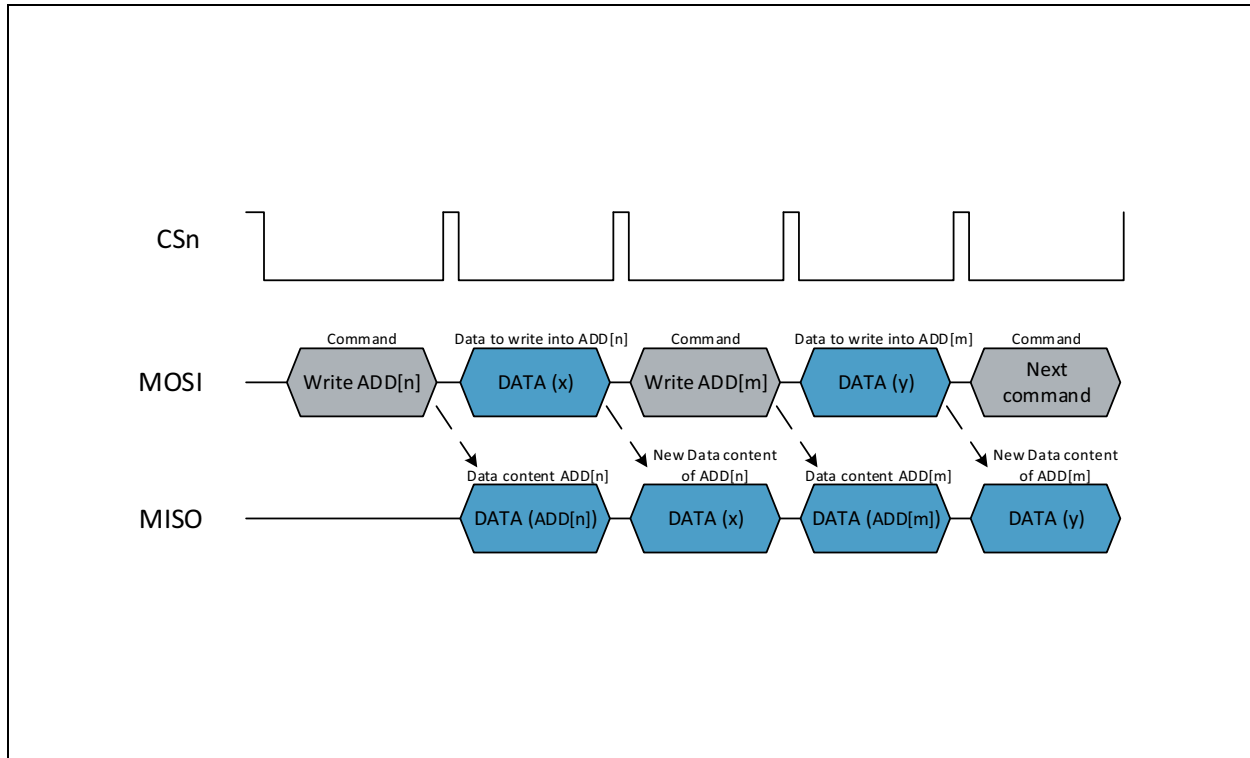 CSn
Command
Data to write into ADD[n]
Command
Data to write into ADD[m]
Command
MOSI
Write ADD[n]
DATA (x)
Write ADD[m]
DATA (y)
Next
command
Data content ADD[n]
New Data content
of ADD[n]
Data content ADD[m]
New Data content
of ADD[m]
MISO
DATA (ADD[n])
DATA (x)
DATA (ADD[m])
DATA (y)